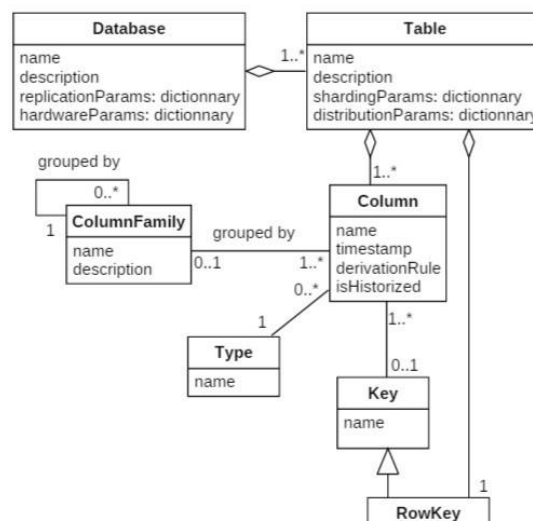 Database
name
description
replicationParams: dictionnary
hardwareParams: dictionnary
1..*
Table
name
description
shardingParams: dictionnary
distributionParams: dictionnary
grouped by
0..*
1
ColumnFamily
name
description
grouped by
0..1
1..*
1..*
Column
name
timestamp
derivationRule
isHistorized
0..*
1
Type
name
1..*
0..1
Key
name
1
RowKey